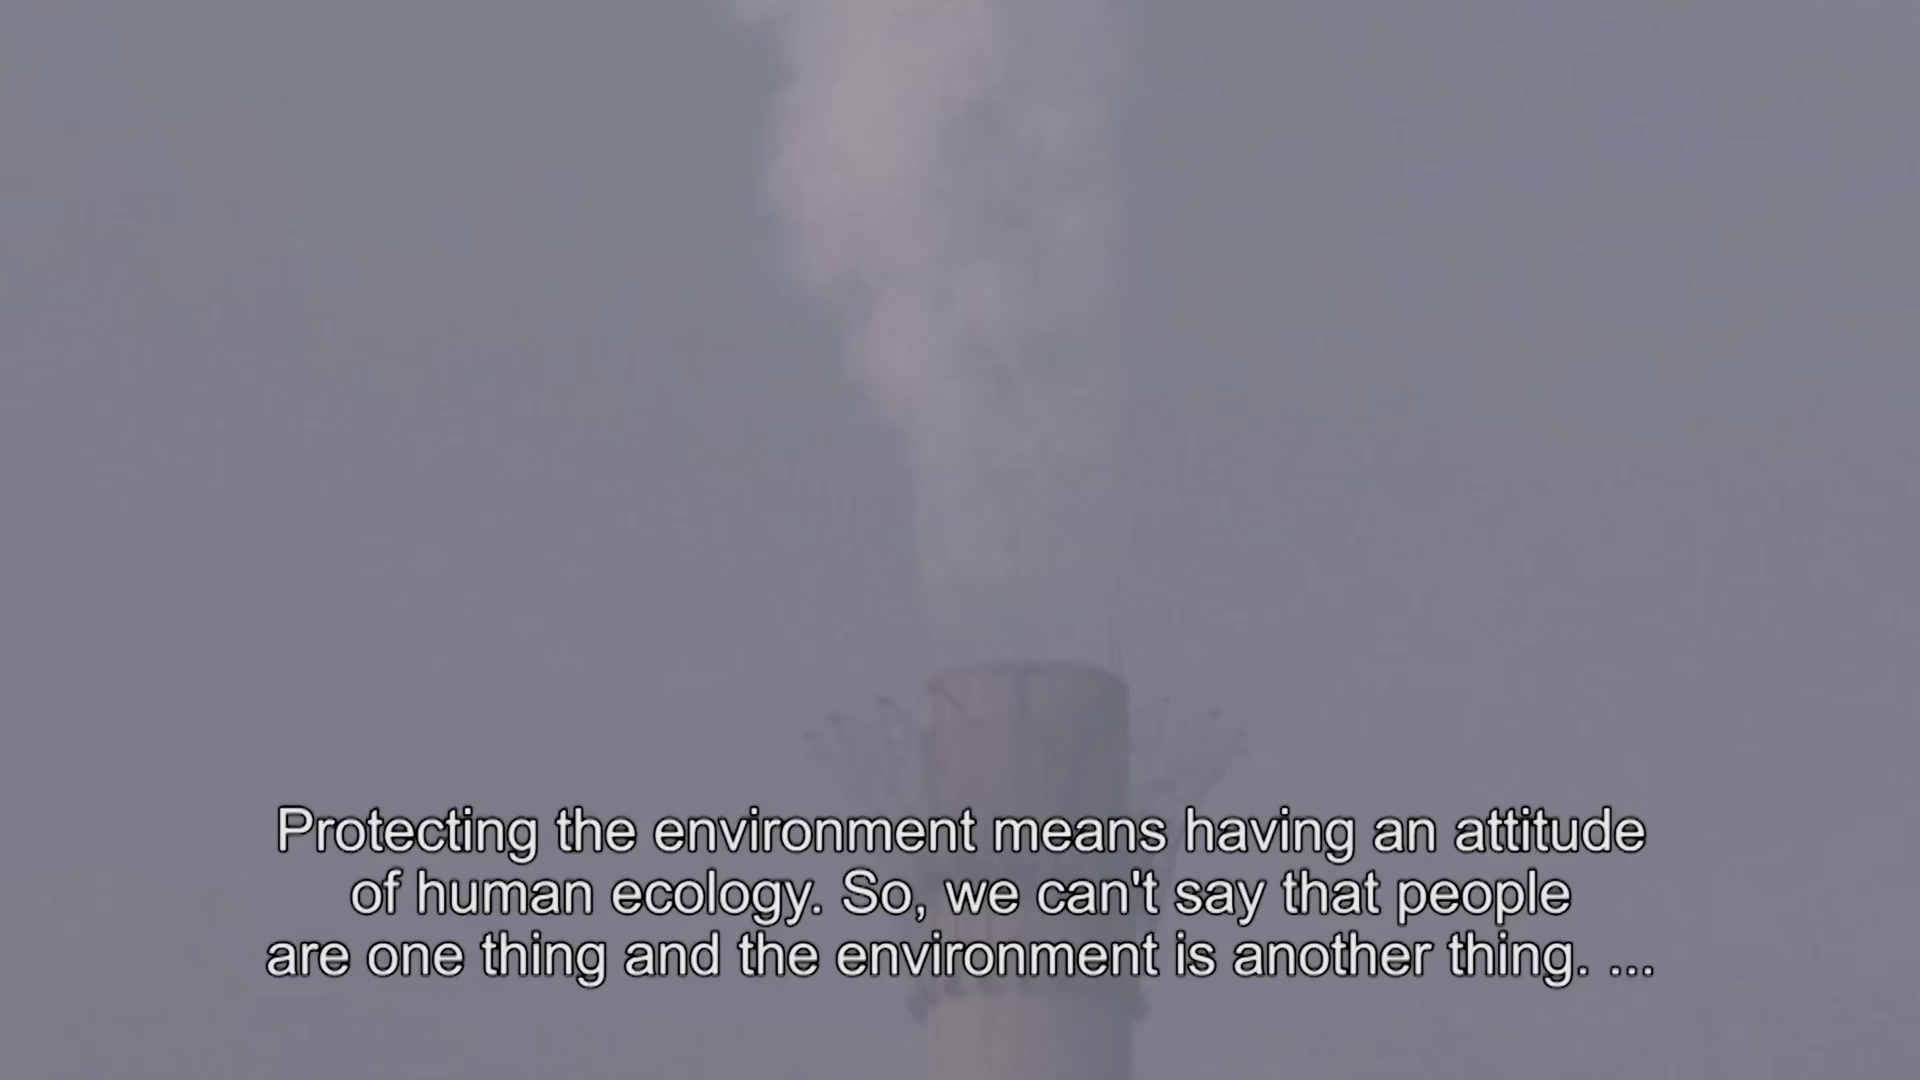 Protecting the environment means having an attitude
of human ecology. So, we can't say that people
are one thing and the environment is another thing. ...